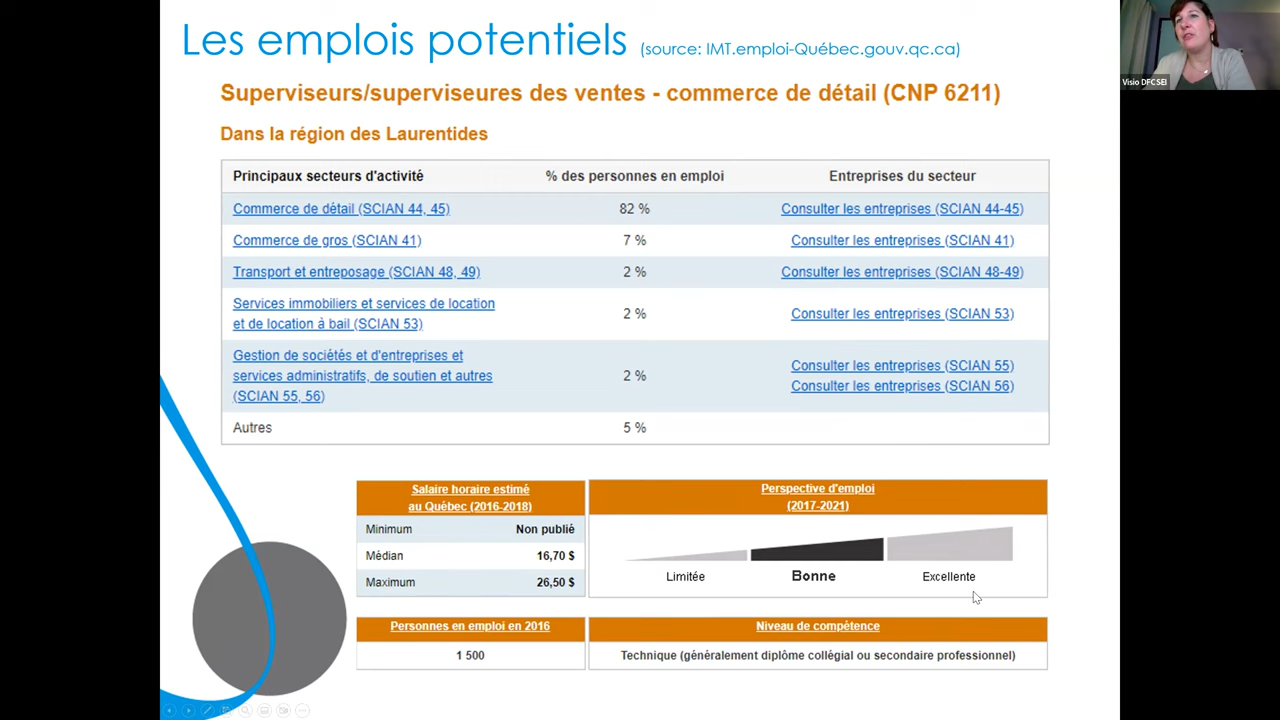 Les emplois potentiels (source: IMT.emploi-Québec.gouv.qc.ca)
Visio DFCSEI
Superviseurs/superviseures des ventes - commerce de détail (CNP 6211)
Dans la région des Laurentides
Principaux secteurs d'activité % des personnes en emploi Entreprises du secteur
Commerce de détail (SCIAN 44, 45) 82 % Consulter les entreprises (SCIAN 44-45)
Commerce de gros (SCIAN 41) 7 % Consulter les entreprises (SCIAN 41)
Transport et entreposage (SCIAN 48, 49) 2 % Consulter les entreprises (SCIAN 48-49)
Services immobiliers et services de location
et de location à bail (SCIAN 53) 2 % Consulter les entreprises (SCIAN 53)
Gestion de sociétés et d'entreprises et
services administratifs, de soutien et autres
(SCIAN 55, 56) 2 % Consulter les entreprises (SCIAN 55)
Consulter les entreprises (SCIAN 56)
Autres 5 %
Salaire horaire estimé
au Québec (2016-2018)
Minimum Non publié
Médian 16,70 $
Maximum 26,50 $
Perspective d'emploi
(2017-2021)
Limitée Bonne Excellente
Personnes en emploi en 2016
1 500
Niveau de compétence
Technique (généralement diplôme collégial ou secondaire professionnel)